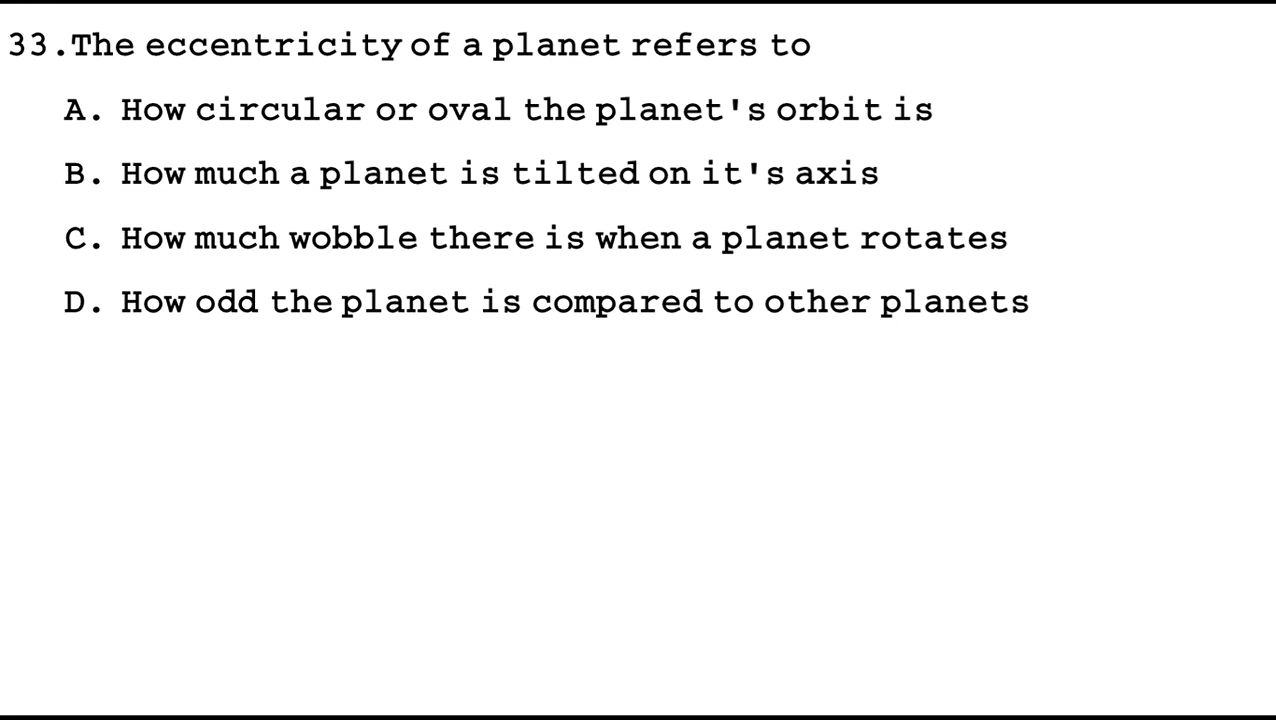 33.The eccentricity of a planet refers to
A. How circular or oval the planet's orbit is
B. How much a planet is tilted on it's axis
C. How much wobble there is when a planet rotates
D. How odd the planet is compared to other planets